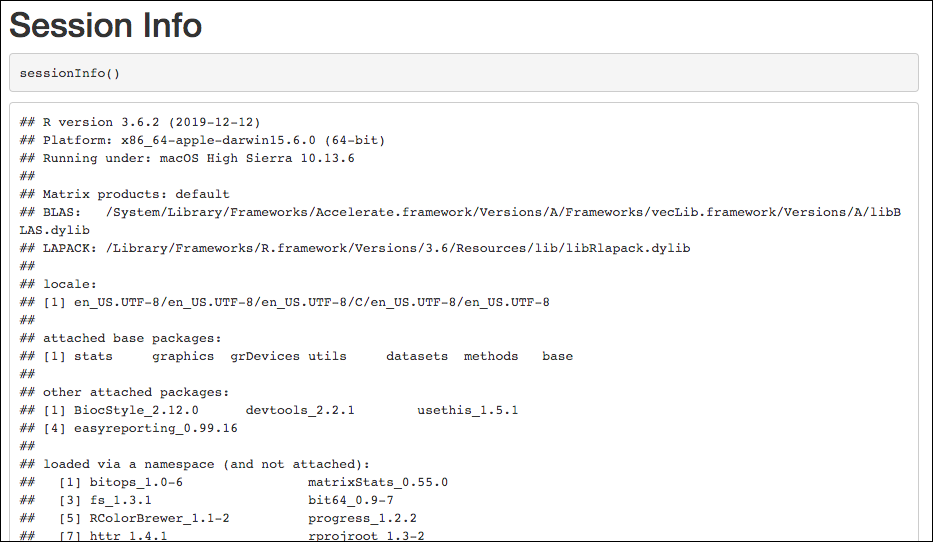 Session Info
sessionInfo()
## R version 3.6.2 (2019-12-12)
## Platform: x86_64-apple-darwin15.6.0 (64-bit)
## Running under: macOS High Sierra 10.13.6
##
## Matrix products: default
## BLAS:   /System/Library/Frameworks/Accelerate.framework/Versions/A/Frameworks/vecLib.framework/Versions/A/libB
LAS.dylib
## LAPACK: /Library/Frameworks/R.framework/Versions/3.6/Resources/lib/libRlapack.dylib
##
## locale:
## [1] en_US.UTF-8/en_US.UTF-8/en_US.UTF-8/C/en_US.UTF-8/en_US.UTF-8
##
## attached base packages:
## [1] stats     graphics  grDevices utils     datasets  methods   base
##
## other attached packages:
## [1] BiocStyle_2.12.0      devtools_2.2.1        usethis_1.5.1
## [4] easyreporting_0.99.16
##
## loaded via a namespace (and not attached):
##   [1] bitops_1.0-6                matrixStats_0.55.0
##   [3] fs_1.3.1                    bit64_0.9-7
##   [5] RColorBrewer_1.1-2          progress_1.2.2
##   [7] httr_1.4.1                  rprojroot_1.3-2